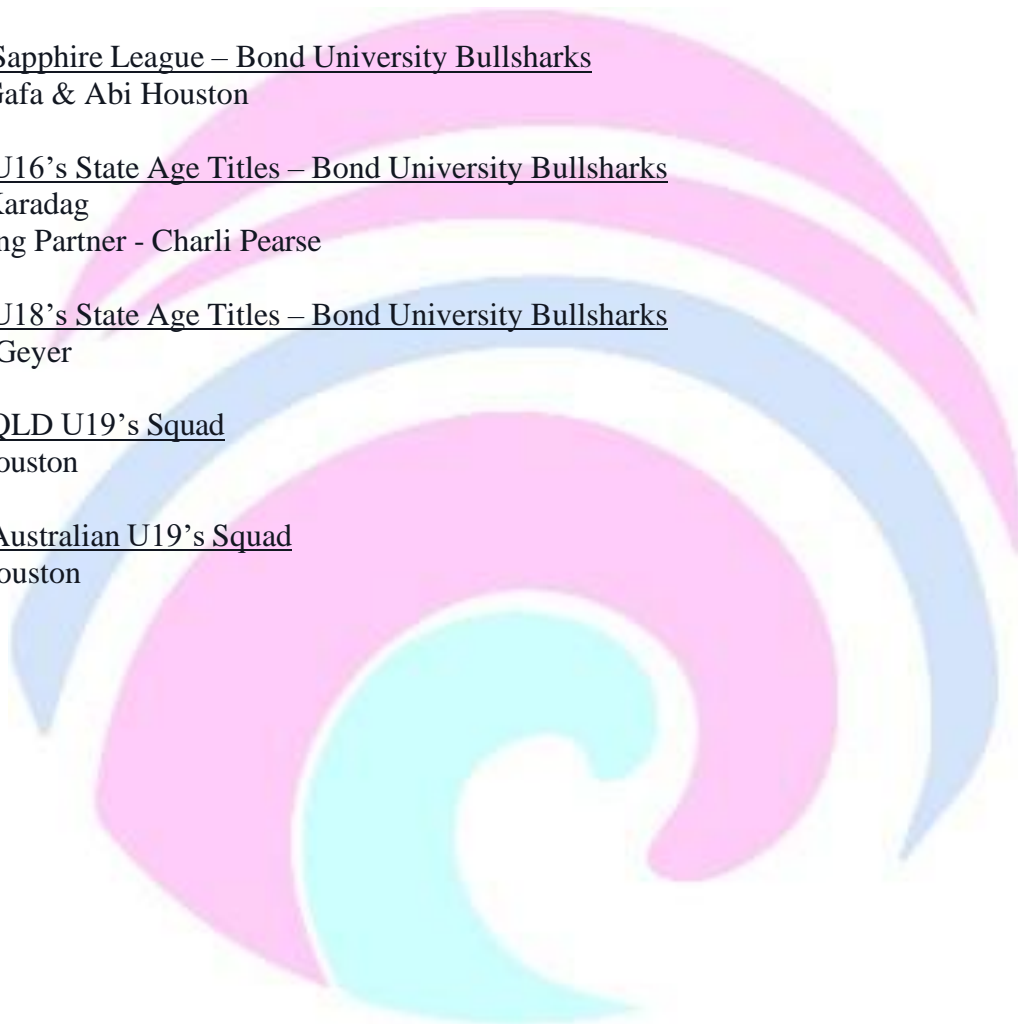 Sapphire League – Bond University Bullsharks
Gafa & Abi Houston
U16’s State Age Titles – Bond University Bullsharks
Karadag
ng Partner - Charli Pearse
U18’s State Age Titles – Bond University Bullsharks
Geyer
QLD U19’s Squad
ouston
Australian U19’s Squad
ouston